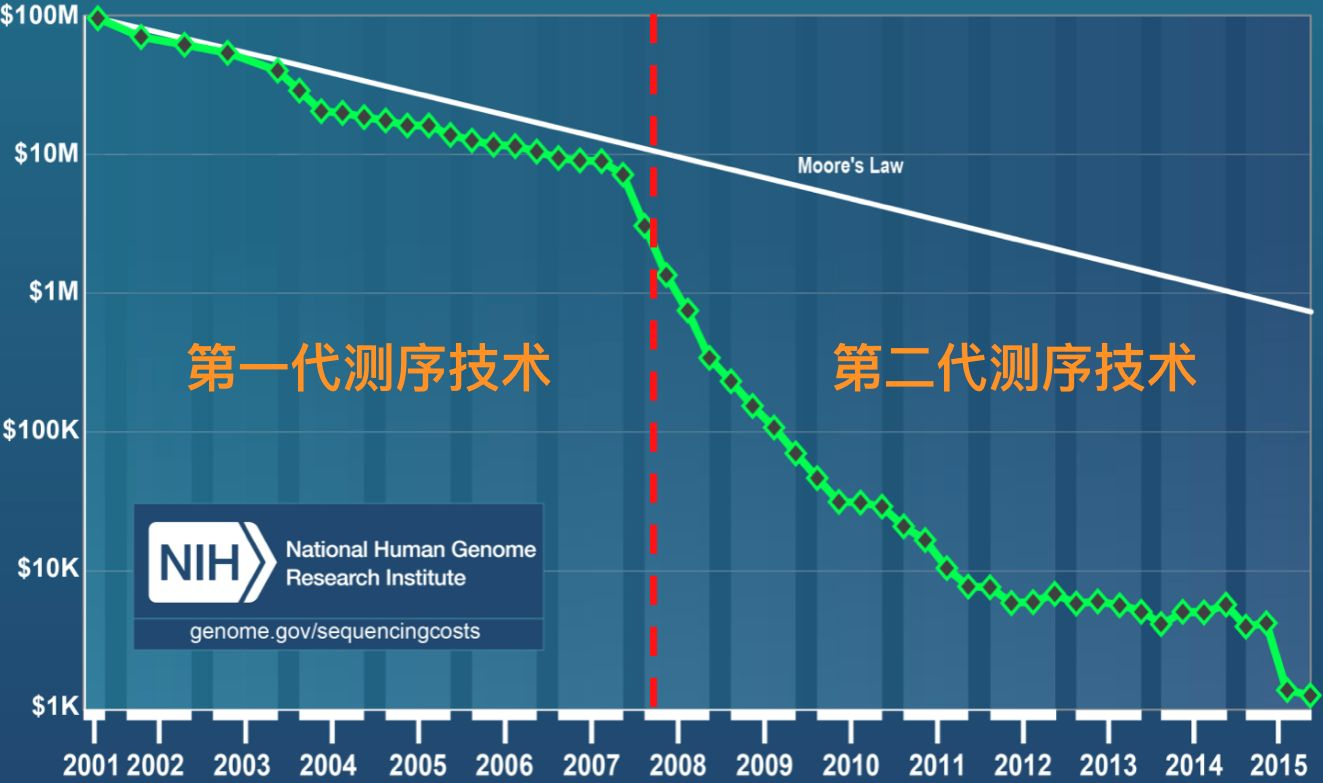 $100M
$10M
$1M
$100K
$10K
$1K
Moore's Law
第一代测序技术
第二代测序技术
NIH
National Human Genome
Research Institute
genome.gov/sequencingcosts
2001 2002 2003 2004 2005 2006 2007 2008 2009 2010 2011 2012 2013 2014 2015